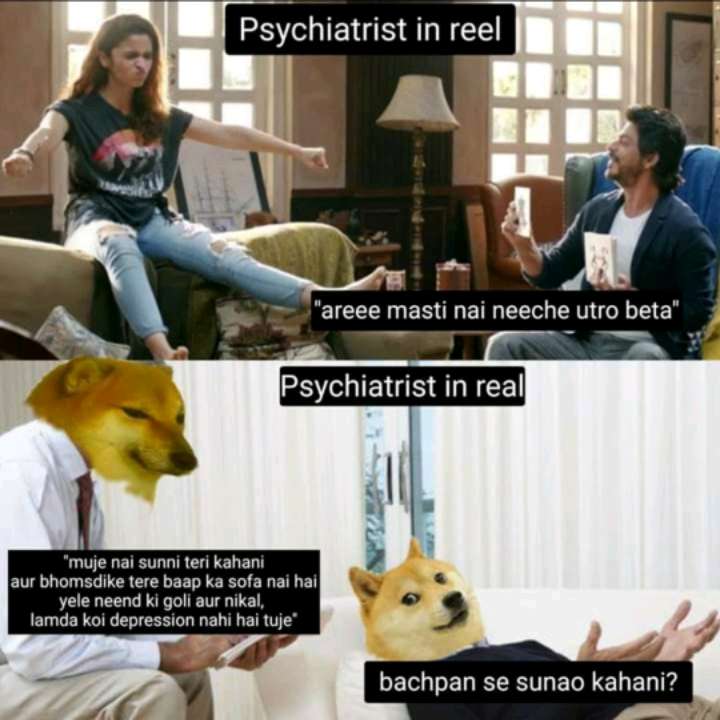 Psychiatrist in reel
"areee masti nai neeche utro beta"
Psychiatrist in real
"muje nai sunni teri kahani
aur bhomsdike tere baap ka sofa nai hai
yele neend ki goli aur nikal,
lamda koi depression nahi hai tuje"
bachpan se sunao kahani?